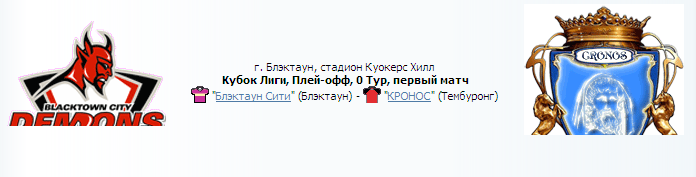 BLACKTOWN CITY
DEMONS
г. Блэктаун, стадион Куокерс Хилл
Кубок Лиги, Плей-офф, 0 Тур, первый матч
"Блэктаун Сити" (Блэктаун) - "КРОНОС" (Тембуронг)
CRONOS